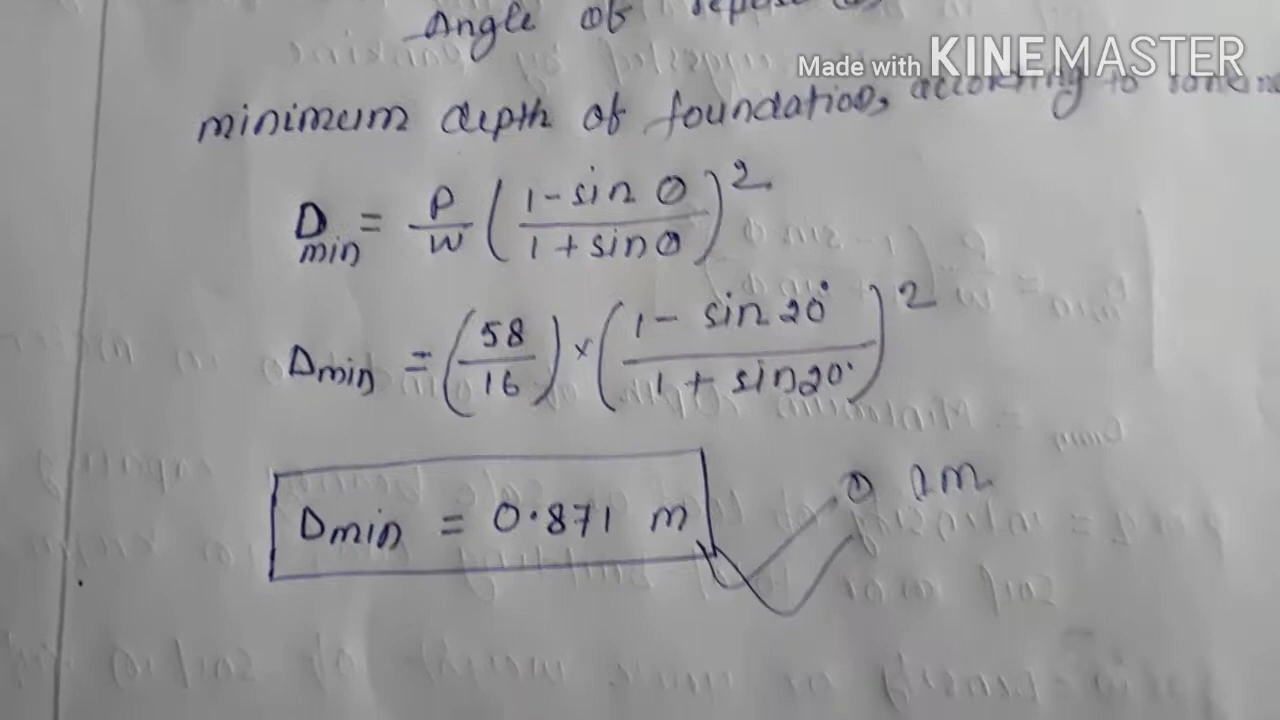 Angle of repose
Made with KINEMASTER
minimum depth of foundation, according to
Dmin = P/W (1 - sin θ / 1 + sin θ)²
Dmin = (58/16) × (1 - sin 20° / 1 + sin 20°)²
Dmin = 0.871 m